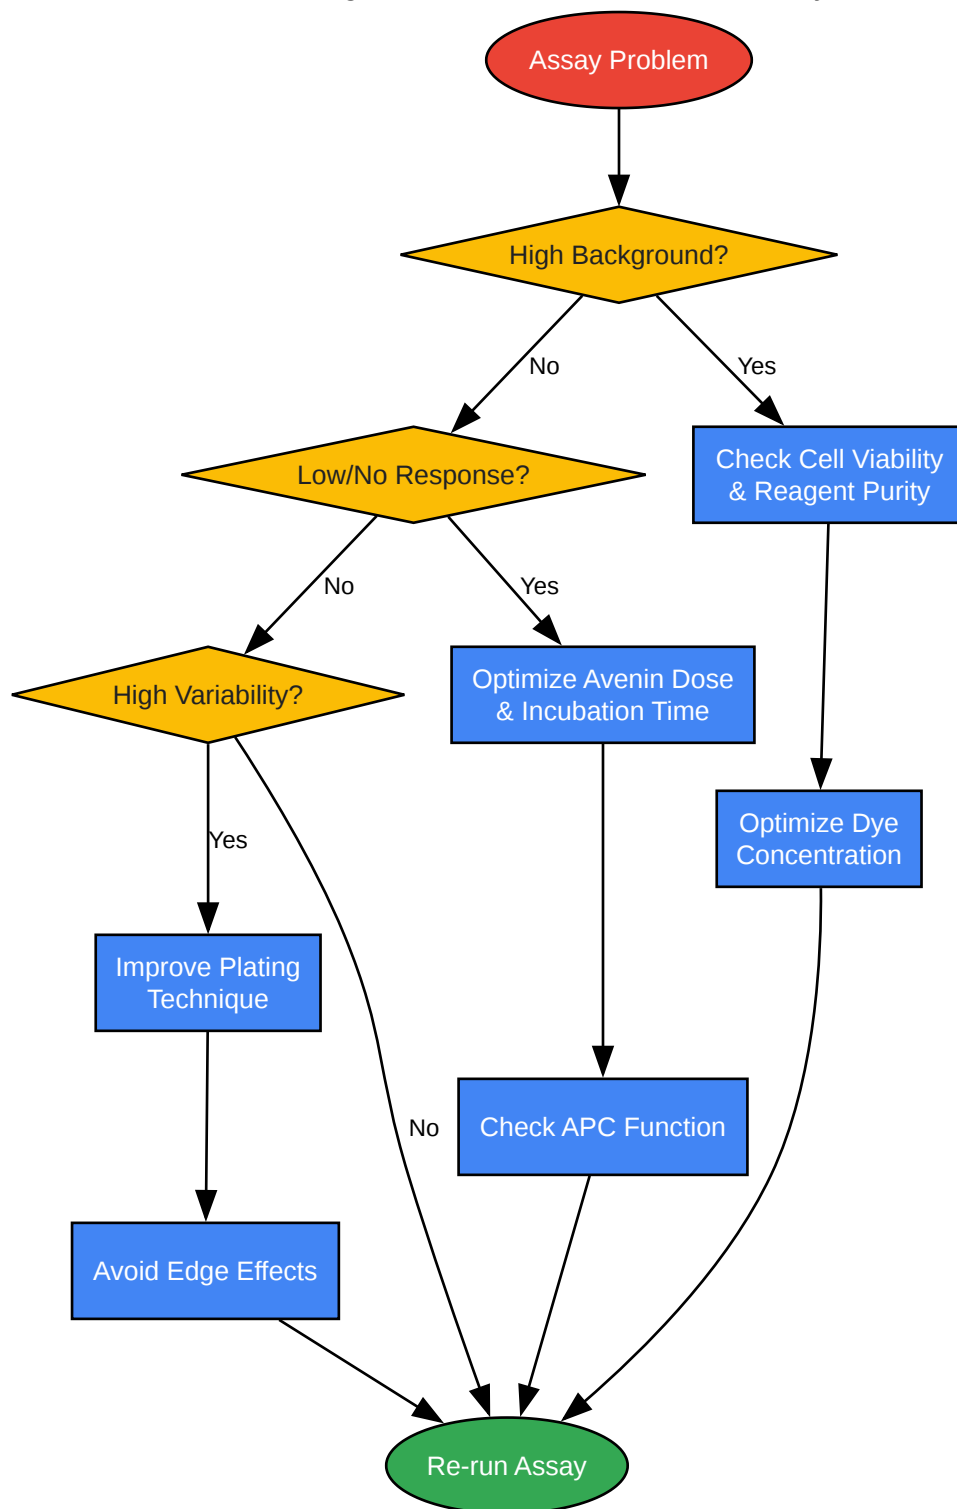 Assay Problem
High Background?
No
Yes
Low/No Response?
Check Cell Viability
& Reagent Purity
No
Yes
High Variability?
Optimize Avenin Dose
& Incubation Time
Yes
Optimize Dye
Concentration
Improve Plating
Technique
No
Check APC Function
Avoid Edge Effects
Re-run Assay